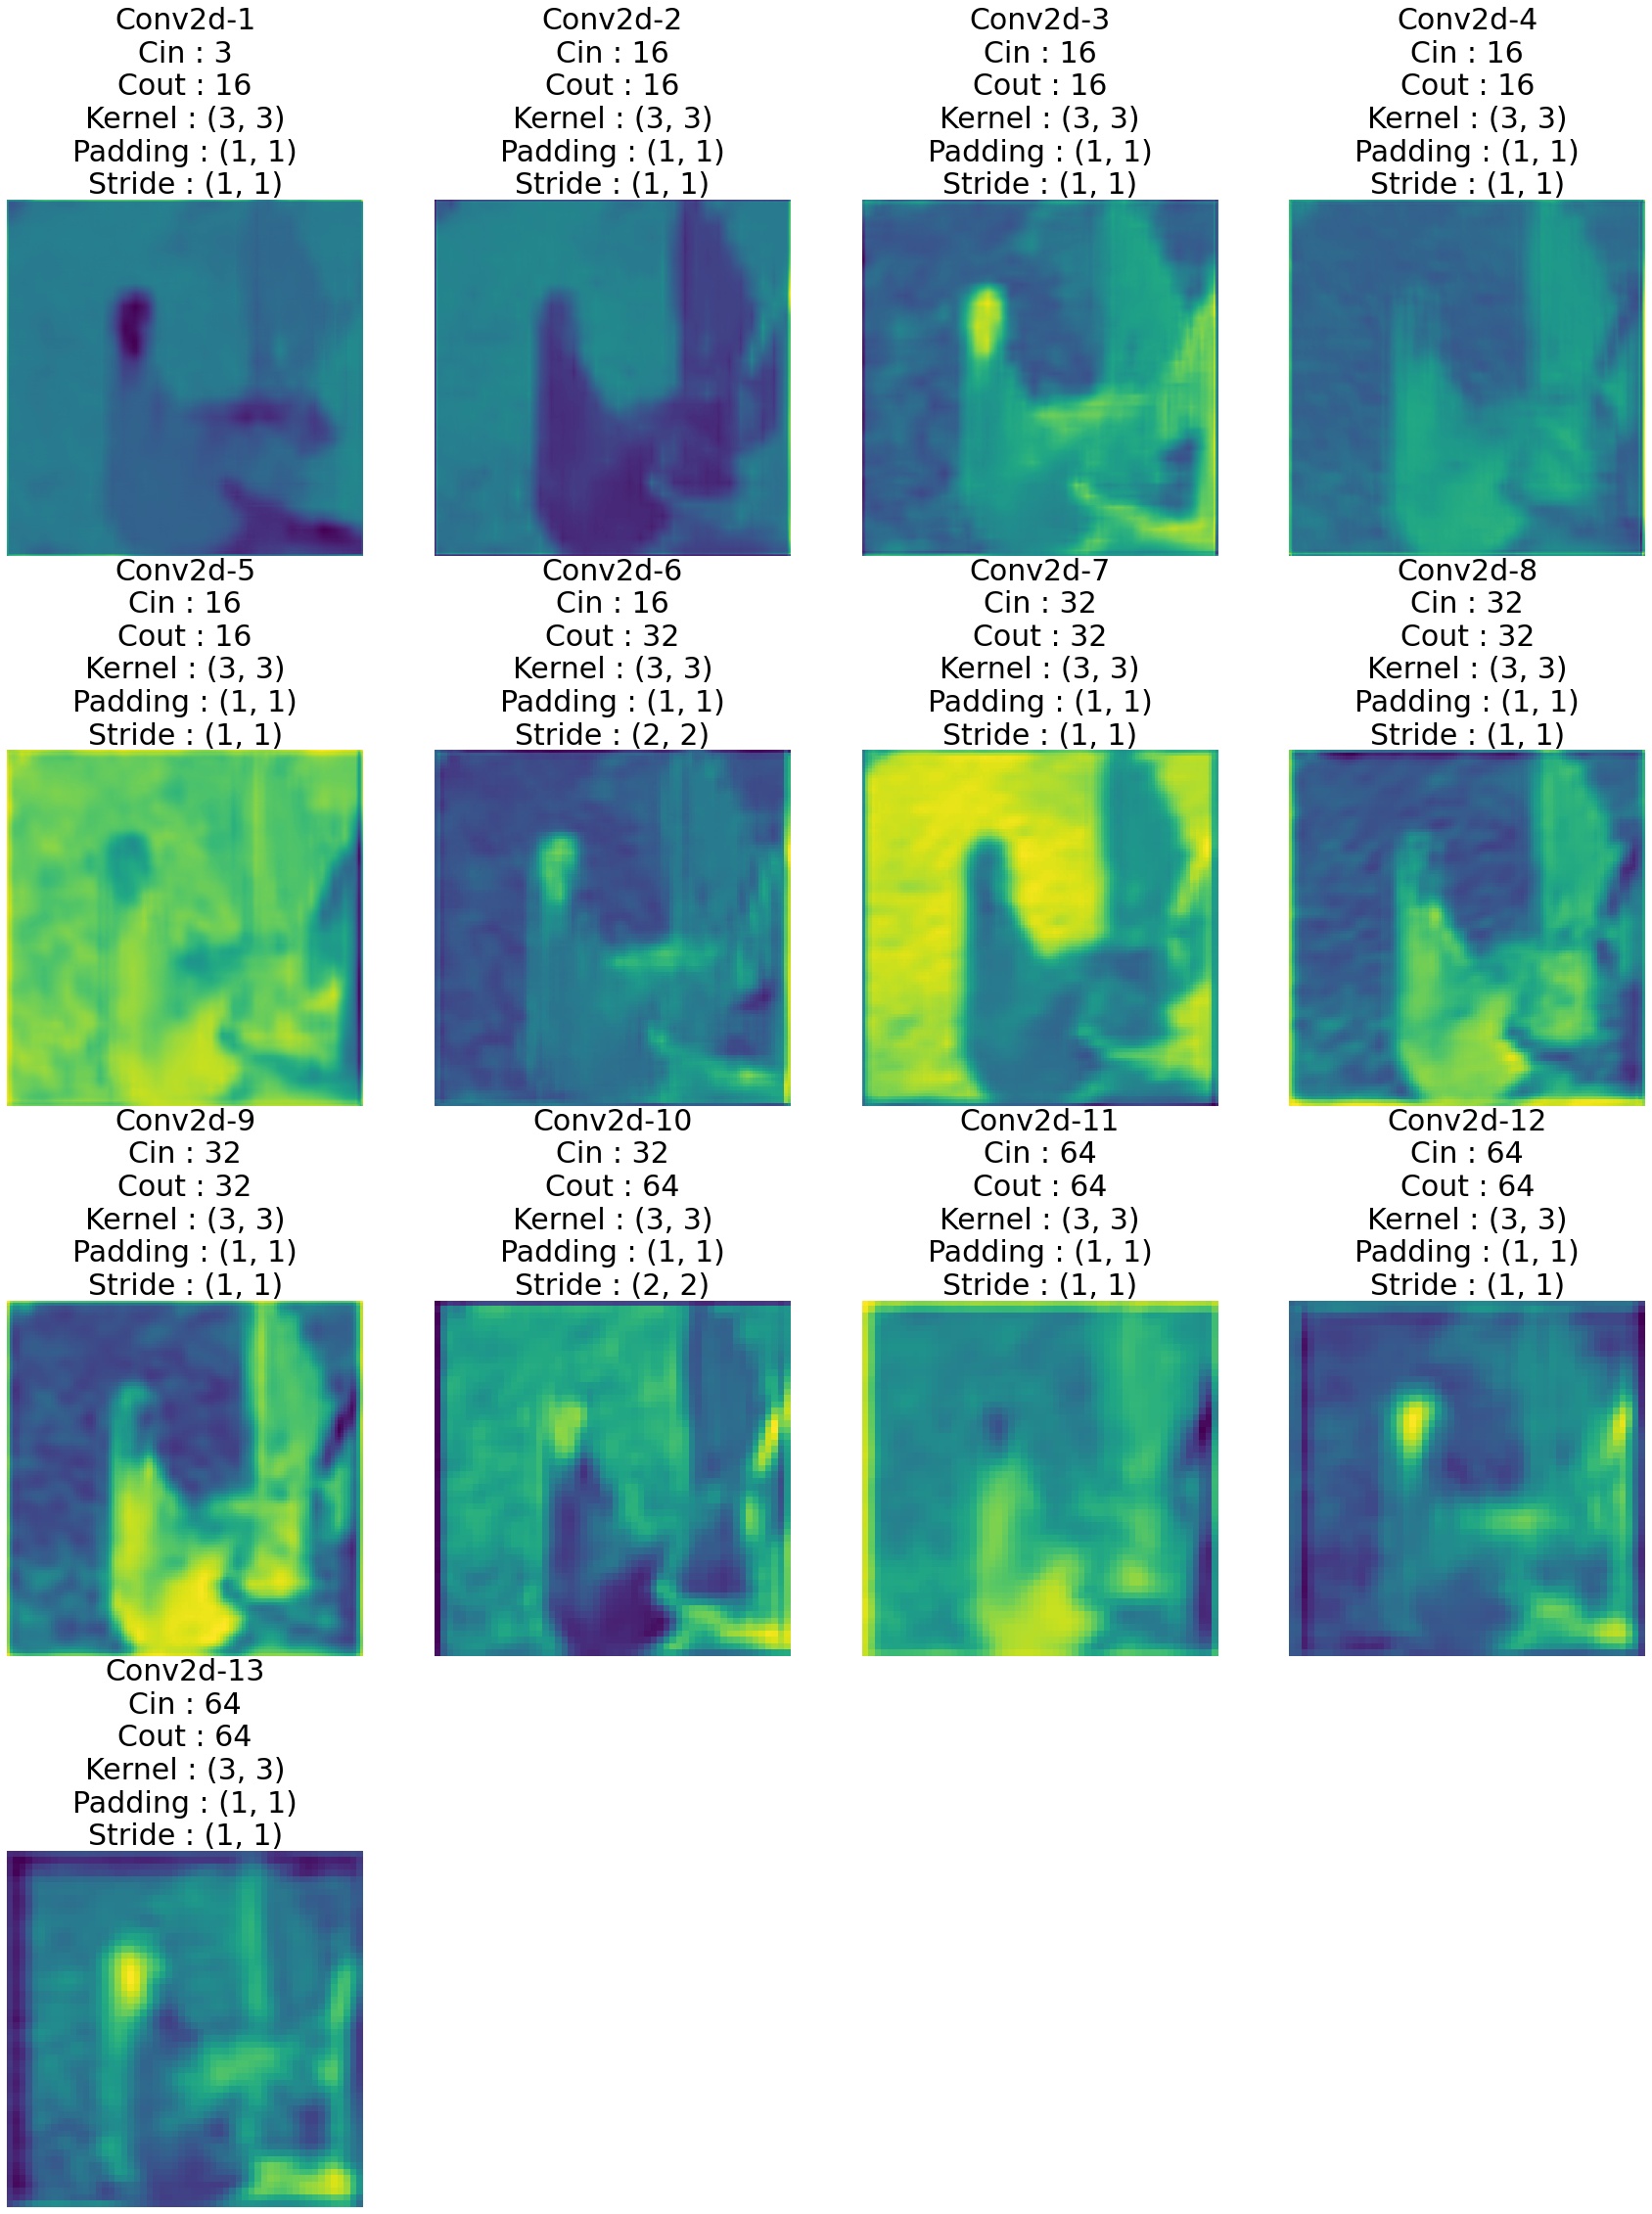 Conv2d-1
Cin : 3
Cout : 16
Kernel : (3, 3)
Padding : (1, 1)
Stride : (1, 1)
Conv2d-2
Cin : 16
Cout : 16
Kernel : (3, 3)
Padding : (1, 1)
Stride : (1, 1)
Conv2d-3
Cin : 16
Cout : 16
Kernel : (3, 3)
Padding : (1, 1)
Stride : (1, 1)
Conv2d-4
Cin : 16
Cout : 16
Kernel : (3, 3)
Padding : (1, 1)
Stride : (1, 1)
Conv2d-5
Cin : 16
Cout : 16
Kernel : (3, 3)
Padding : (1, 1)
Stride : (1, 1)
Conv2d-6
Cin : 16
Cout : 32
Kernel : (3, 3)
Padding : (1, 1)
Stride : (2, 2)
Conv2d-7
Cin : 32
Cout : 32
Kernel : (3, 3)
Padding : (1, 1)
Stride : (1, 1)
Conv2d-8
Cin : 32
Cout : 32
Kernel : (3, 3)
Padding : (1, 1)
Stride : (1, 1)
Conv2d-9
Cin : 32
Cout : 32
Kernel : (3, 3)
Padding : (1, 1)
Stride : (1, 1)
Conv2d-10
Cin : 32
Cout : 64
Kernel : (3, 3)
Padding : (1, 1)
Stride : (2, 2)
Conv2d-11
Cin : 64
Cout : 64
Kernel : (3, 3)
Padding : (1, 1)
Stride : (1, 1)
Conv2d-12
Cin : 64
Cout : 64
Kernel : (3, 3)
Padding : (1, 1)
Stride : (1, 1)
Conv2d-13
Cin : 64
Cout : 64
Kernel : (3, 3)
Padding : (1, 1)
Stride : (1, 1)